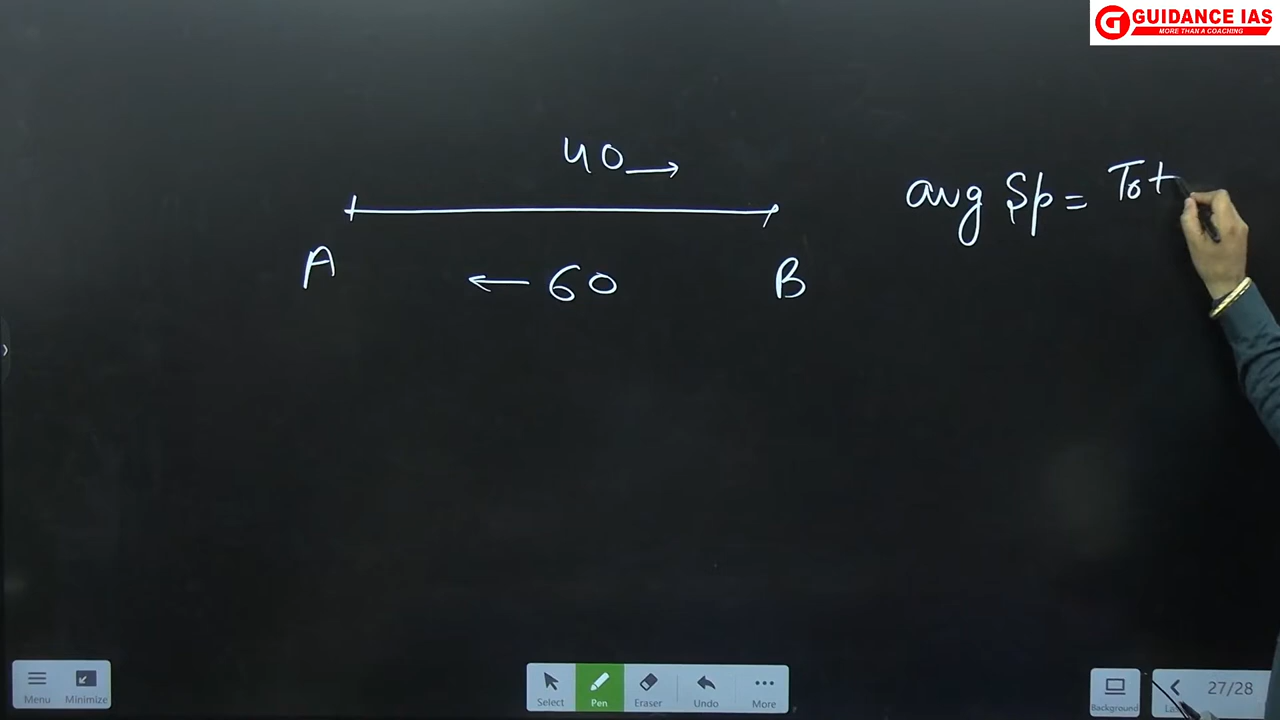 GUIDANCE IAS
MORE THAN A COACHING
40→
avg Sp = Tot
A
←60
B
Menu
Minimize
Select
Pen
Eraser
Undo
More
Background
27/28